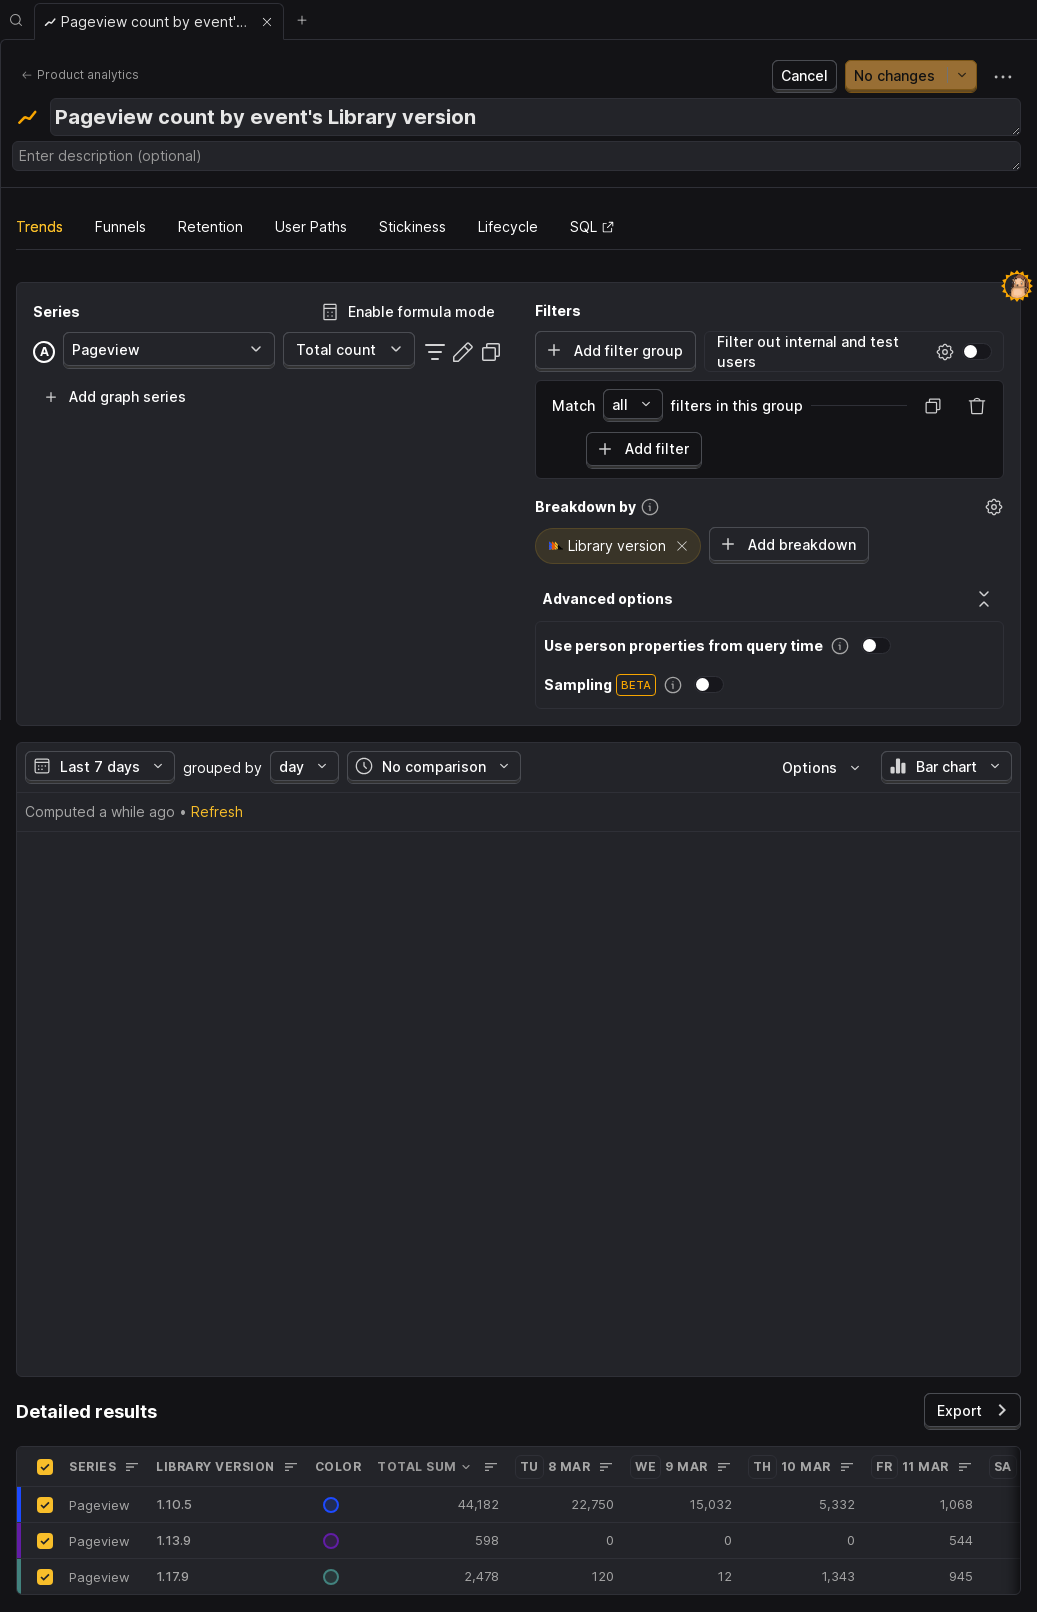 Pageview count by event'...
Product analytics
Cancel
No changes
Pageview count by event's Library version
Enter description (optional)
Trends Funnels Retention User Paths Stickiness Lifecycle SQL
Series
Enable formula mode
A Pageview Total count
Add graph series
Filters
Add filter group
Filter out internal and test users
Match all filters in this group
Add filter
Breakdown by
Library version
Add breakdown
Advanced options
Use person properties from query time
Sampling BETA
Last 7 days grouped by day No comparison Options Bar chart
Computed a while ago • Refresh
Detailed results
Export
SERIES LIBRARY VERSION COLOR TOTAL SUM TU 8 MAR WE 9 MAR TH 10 MAR FR 11 MAR SA
Pageview 1.10.5 44,182 22,750 15,032 5,332 1,068
Pageview 1.13.9 598 0 0 0 544
Pageview 1.17.9 2,478 120 12 1,343 945